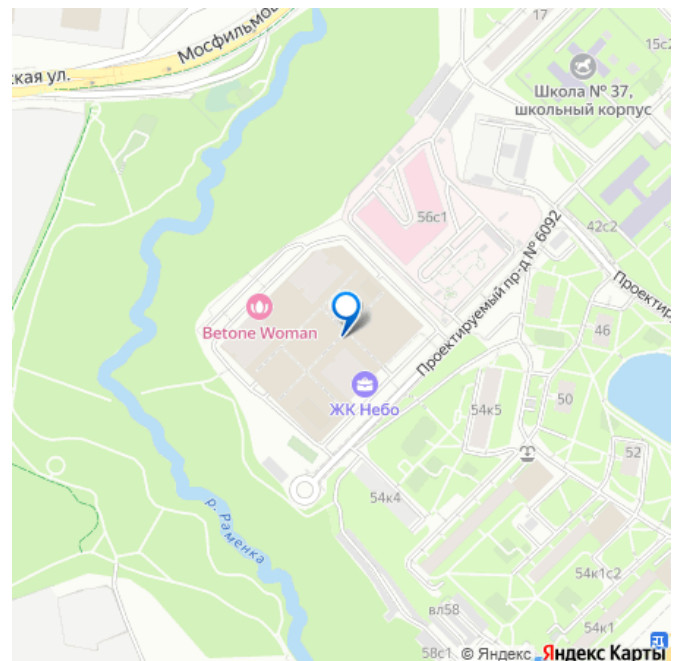 Мосфильмов
ская ул.
17
15с2
Школа № 37,
школьный корпус
56с1
42с2
Проектируемый пр-д № 6092
Проектир
Betone Woman
46
ЖК Небо
54к5
50
52
54к4
р. Раменка
54к1с2
вл58
54к1
58с1
© Яндекс Яндекс Карты